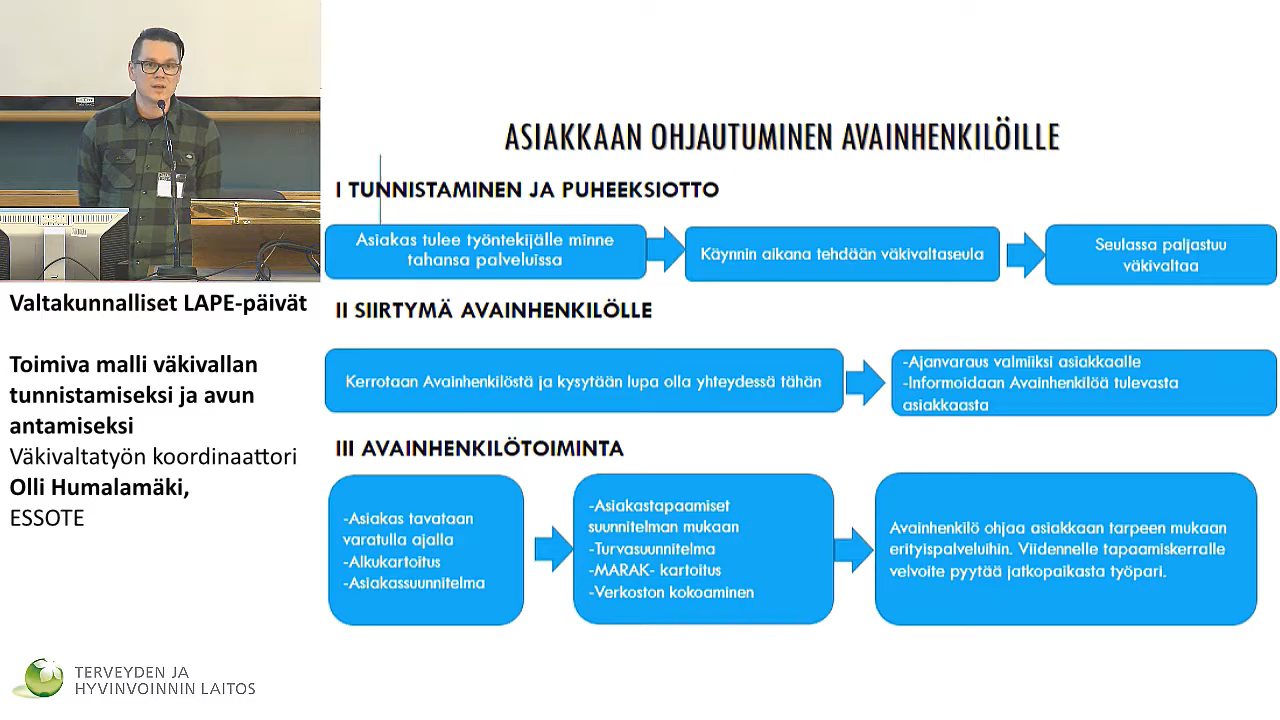 ASIAKKAAN OHJAUTUMINEN AVAINHENKILÖILLE
I TUNNISTAMINEN JA PUHEEKSIOTTO
Asiakas tulee työntekijälle minne
tahansa palveluissa
Käynnin aikana tehdään väkivaltaseula
Seulassa paljastuu
väkivaltaa
II SIIRTYMÄ AVAINHENKILÖLLE
Kerrotaan Avainhenkilöstä ja kysytään lupa olla yhteydessä tähän
-Ajanvaraus valmiiksi asiakkaalle
-Informoidaan Avainhenkilöä tulevasta
asiakkaasta
III AVAINHENKILÖTOIMINTA
-Asiakas tavataan
varatulla ajalla
-Alkukartoitus
-Asiakassuunnitelma
-Asiakastapaamiset
suunnitelman mukaan
-Turvasuunnitelma
-MARAK- kartoitus
-Verkoston kokoaminen
Avainhenkilö ohjaa asiakkaan tarpeen mukaan
erityispalveluihin. Viidennelle tapaamiskerralle
velvoite pyytää jatkopaikasta työpari.
Valtakunnalliset LAPE-päivät
Toimiva malli väkivallan
tunnistamiseksi ja avun
antamiseksi
Väkivaltatyön koordinaattori
Olli Humalamäki,
ESSOTE
TERVEYDEN JA
HYVINVOINNIN LAITOS